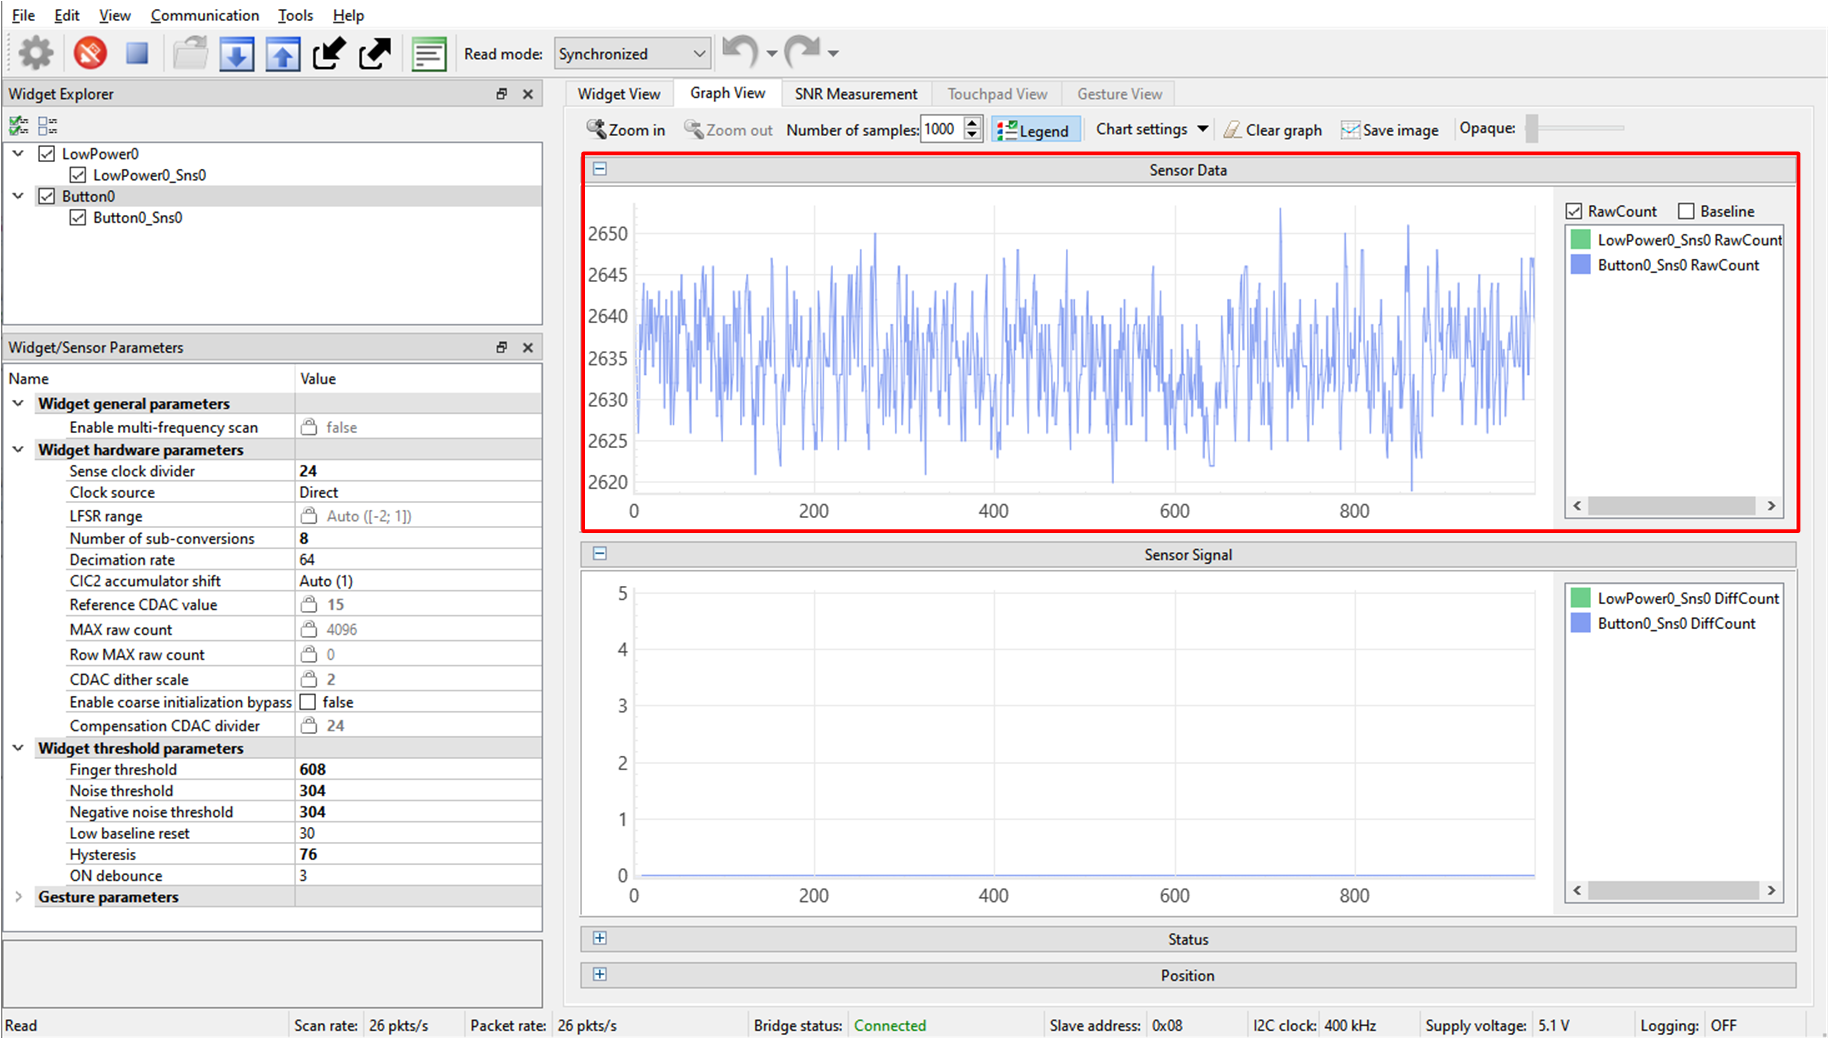 File Edit View Communication Tools Help
Read mode: Synchronized
Widget Explorer
LowPower0
LowPower0_Sns0
Button0
Button0_Sns0
Widget/Sensor Parameters
Name Value
Widget general parameters
Enable multi-frequency scan false
Widget hardware parameters
Sense clock divider 24
Clock source Direct
LFSR range Auto ([-2; 1])
Number of sub-conversions 8
Decimation rate 64
CIC2 accumulator shift Auto (1)
Reference CDAC value 15
MAX raw count 4096
Row MAX raw count 0
CDAC dither scale 2
Enable coarse initialization bypass false
Compensation CDAC divider 24
Widget threshold parameters
Finger threshold 608
Noise threshold 304
Negative noise threshold 304
Low baseline reset 30
Hysteresis 76
ON debounce 3
Gesture parameters
Widget View Graph View SNR Measurement Touchpad View Gesture View
Zoom in Zoom out Number of samples: 1000 Legend Chart settings Clear graph Save image Opaque:
Sensor Data
2650
2645
2640
2635
2630
2625
2620
0 200 400 600 800
RawCount Baseline
LowPower0_Sns0 RawCount
Button0_Sns0 RawCount
Sensor Signal
5
4
3
2
1
0
0 200 400 600 800
LowPower0_Sns0 DiffCount
Button0_Sns0 DiffCount
Status
Position
Read Scan rate: 26 pkts/s Packet rate: 26 pkts/s Bridge status: Connected Slave address: 0x08 I2C clock: 400 kHz Supply voltage: 5.1 V Logging: OFF